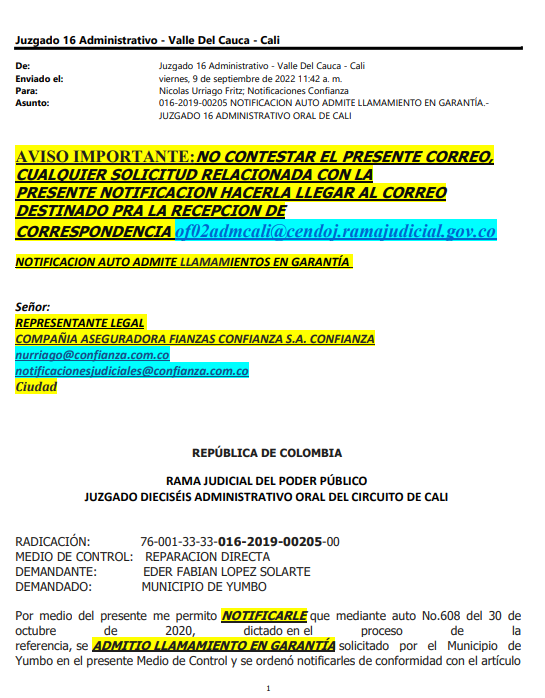 Juzgado 16 Administrativo - Valle Del Cauca - Cali
De: Juzgado 16 Administrativo - Valle Del Cauca - Cali
Enviado el: viernes, 9 de septiembre de 2022 11:42 a. m.
Para: Nicolas Urriago Fritz; Notificaciones Confianza
Asunto: 016-2019-00205 NOTIFICACION AUTO ADMITE LLAMAMIENTO EN GARANTÍA.-
JUZGADO 16 ADMINISTRATIVO ORAL DE CALI
AVISO IMPORTANTE: NO CONTESTAR EL PRESENTE CORREO,
CUALQUIER SOLICITUD RELACIONADA CON LA
PRESENTE NOTIFICACION HACERLA LLEGAR AL CORREO
DESTINADO PRA LA RECEPCION DE
CORRESPONDENCIA of02admcali@cendoj.ramajudicial.gov.co
NOTIFICACION AUTO ADMITE LLAMAMIENTOS EN GARANTÍA
Señor:
REPRESENTANTE LEGAL
COMPAÑIA ASEGURADORA FIANZAS CONFIANZA S.A. CONFIANZA
nurriago@confianza.com.co
notificacionesjudiciales@confianza.com.co
Ciudad
REPÚBLICA DE COLOMBIA
RAMA JUDICIAL DEL PODER PÚBLICO
JUZGADO DIECISÉIS ADMINISTRATIVO ORAL DEL CIRCUITO DE CALI
RADICACIÓN: 76-001-33-33-016-2019-00205-00
MEDIO DE CONTROL: REPARACION DIRECTA
DEMANDANTE: EDER FABIAN LOPEZ SOLARTE
DEMANDADO: MUNICIPIO DE YUMBO
Por medio del presente me permito NOTIFICARLE que mediante auto No.608 del 30 de
octubre de 2020, dictado en el proceso de la
referencia, se ADMITIO LLAMAMIENTO EN GARANTÍA solicitado por el Municipio de
Yumbo en el presente Medio de Control y se ordenó notificarles de conformidad con el artículo
1